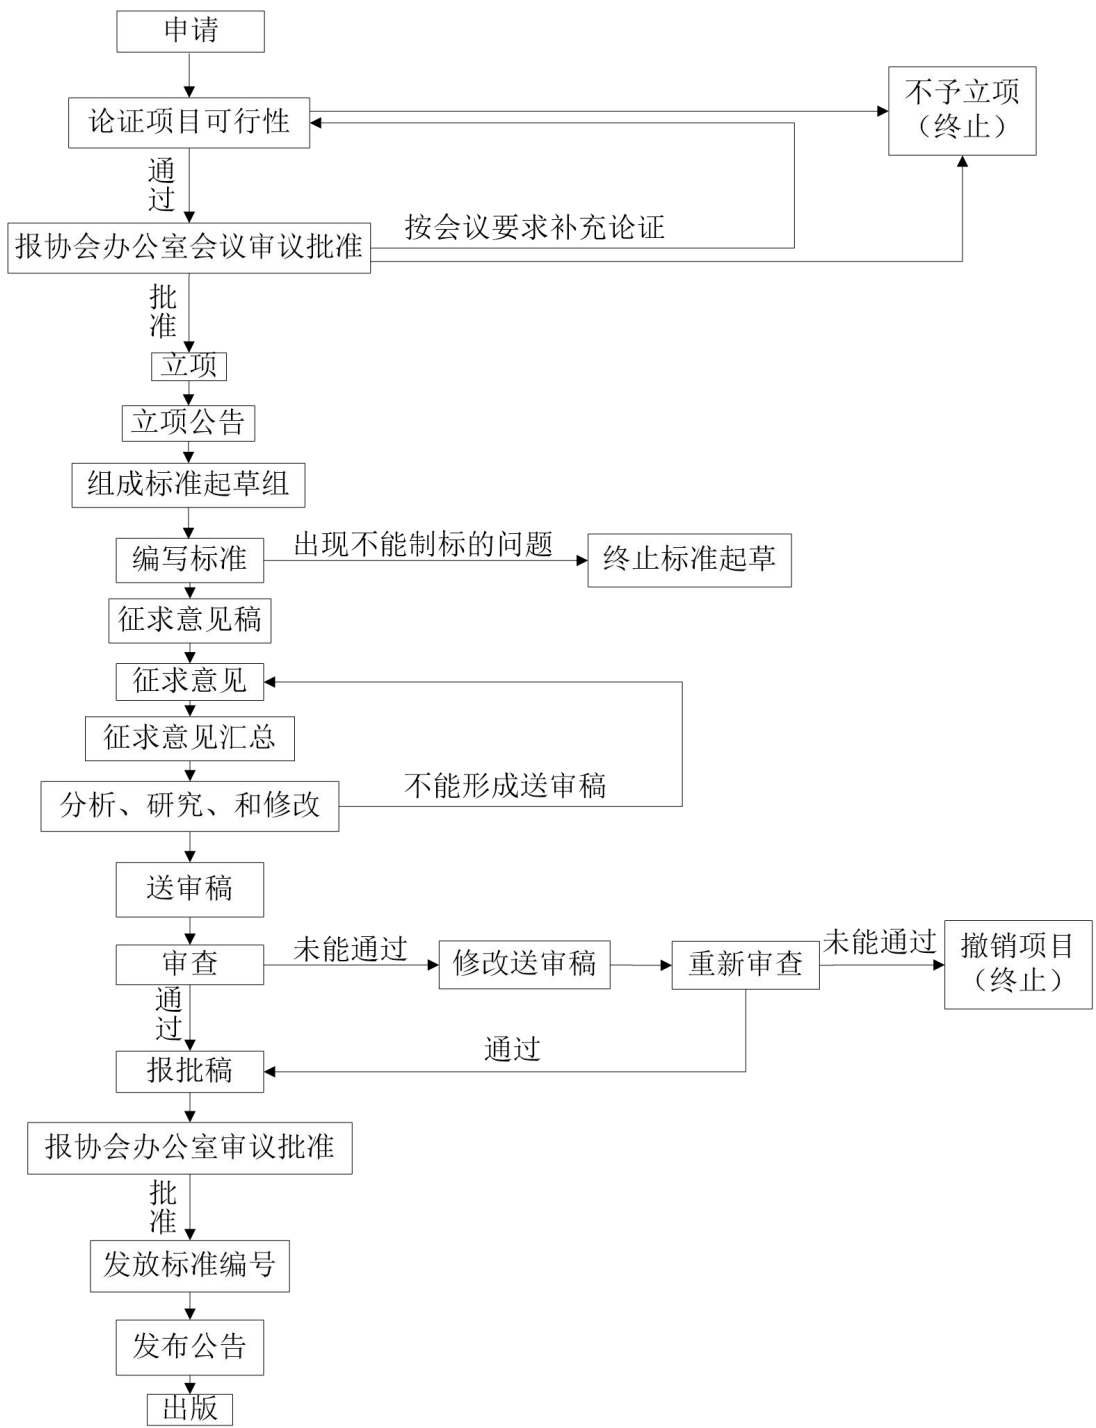 申请
不予立项
（终止）
论证项目可行性
通
过
按会议要求补充论证
报协会办公室会议审议批准
批
准
立项
立项公告
组成标准起草组
出现不能制标的问题
编写标准
终止标准起草
征求意见稿
征求意见
征求意见汇总
不能形成送审稿
分析、研究、和修改
送审稿
未能通过
未能通过
审查
修改送审稿
重新审查
撤销项目
（终止）
通
过
通过
报批稿
报协会办公室审议批准
批
准
发放标准编号
发布公告
出版